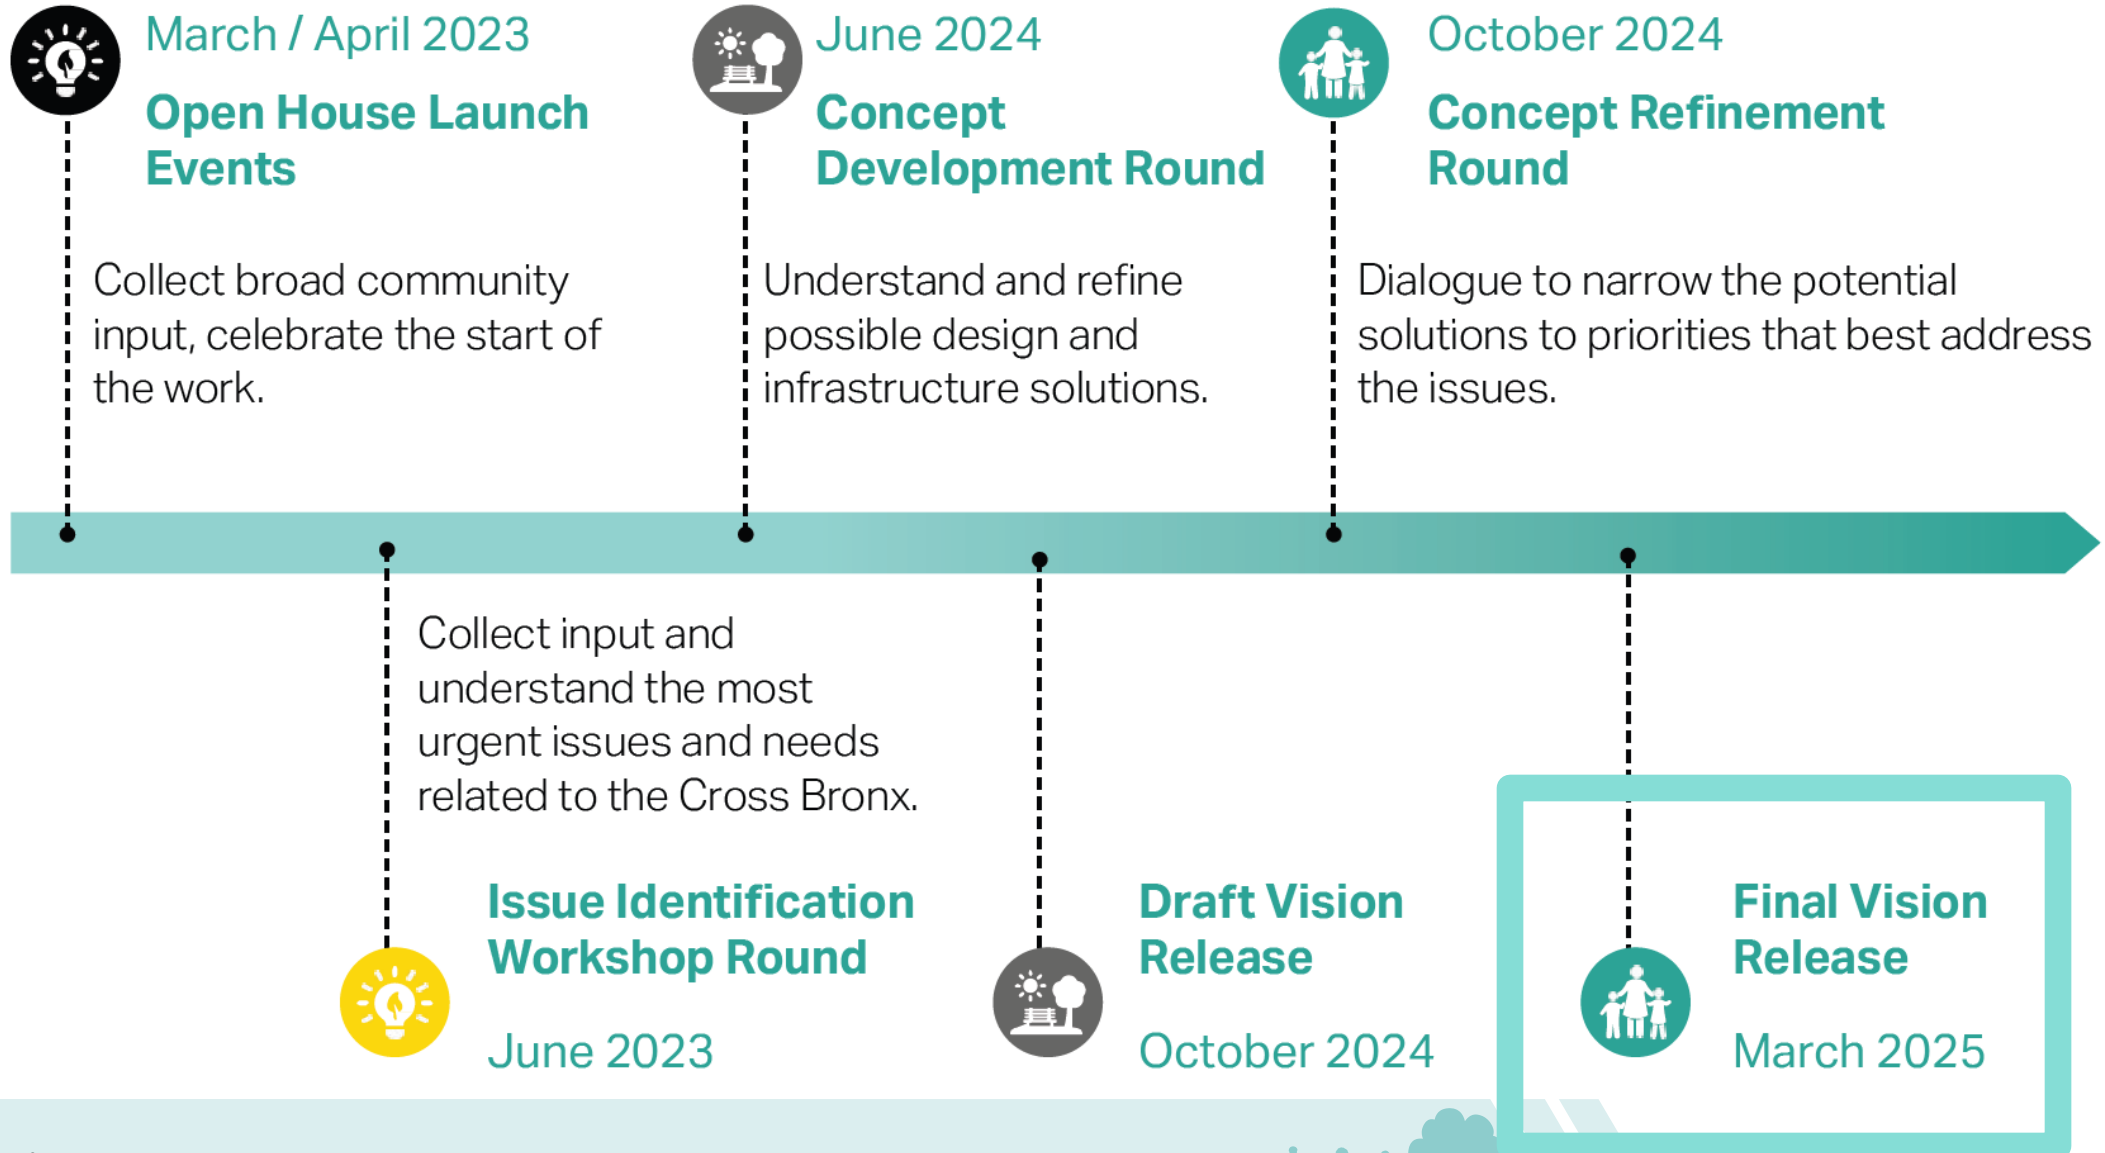 March / April 2023
Open House Launch
Events
Collect broad community
input, celebrate the start of
the work.
Collect input and
understand the most
urgent issues and needs
related to the Cross Bronx.
Issue Identification
Workshop Round
June 2023
June 2024
Concept
Development Round
Understand and refine
possible design and
infrastructure solutions.
Draft Vision
Release
October 2024
October 2024
Concept Refinement
Round
Dialogue to narrow the potential
solutions to priorities that best address
the issues.
Final Vision
Release
March 2025